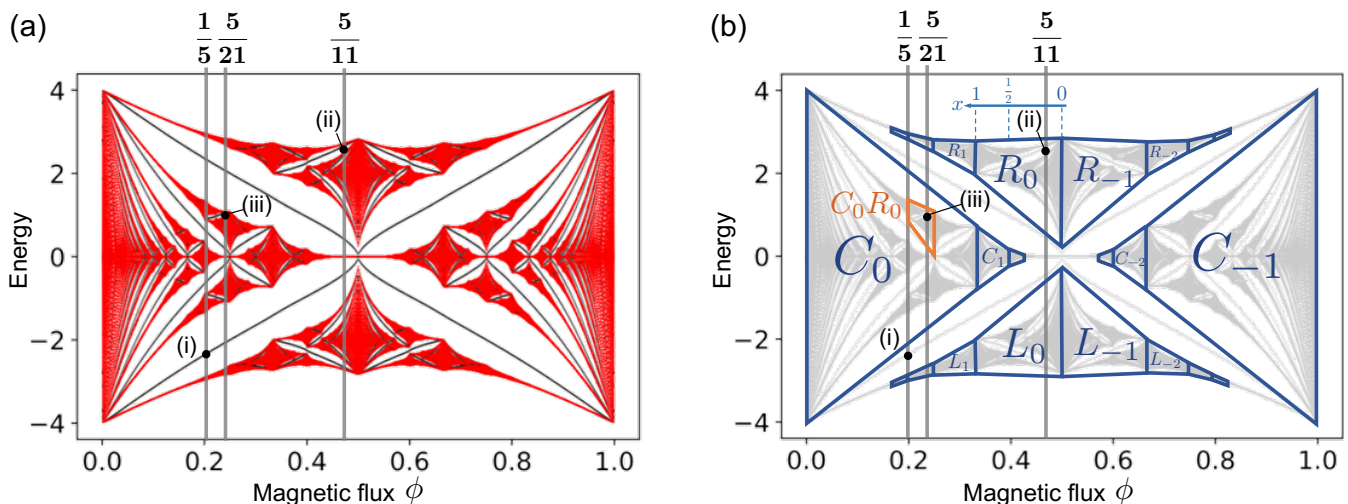 (a)
1/5 5/21 5/11
4
2
0
−2
−4
Energy
(ii)
(iii)
(i)
0.0 0.2 0.4 0.6 0.8 1.0
Magnetic flux ϕ
(b)
1/5 5/21 5/11
x 1 1/2 0
4
2
0
−2
−4
Energy
(ii)
R₁ R₀ R₋₁ R₋₂
C₀R₀ (iii)
C₀ C₁ C₋₂ C₋₁
(i)
L₁ L₀ L₋₁ L₋₂
0.0 0.2 0.4 0.6 0.8 1.0
Magnetic flux ϕ